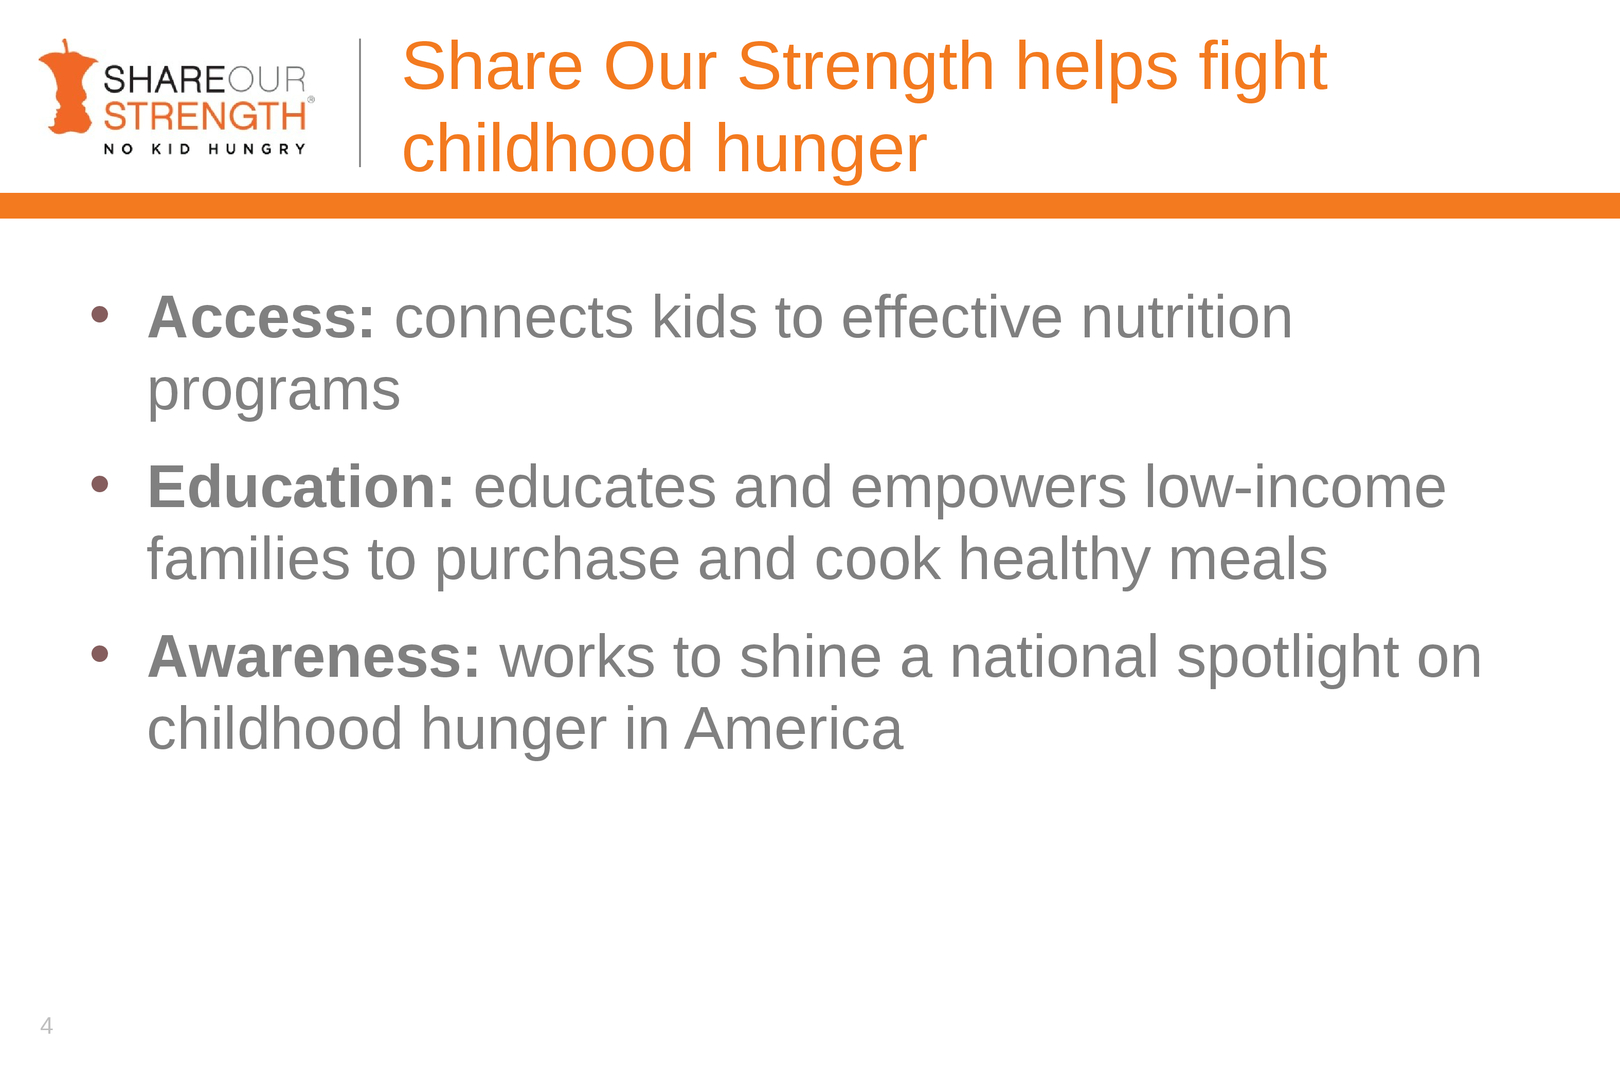 SHAREOUR
STRENGTH®
NO KID HUNGRY
Share Our Strength helps fight
childhood hunger
• Access: connects kids to effective nutrition
programs
• Education: educates and empowers low-income
families to purchase and cook healthy meals
• Awareness: works to shine a national spotlight on
childhood hunger in America
4